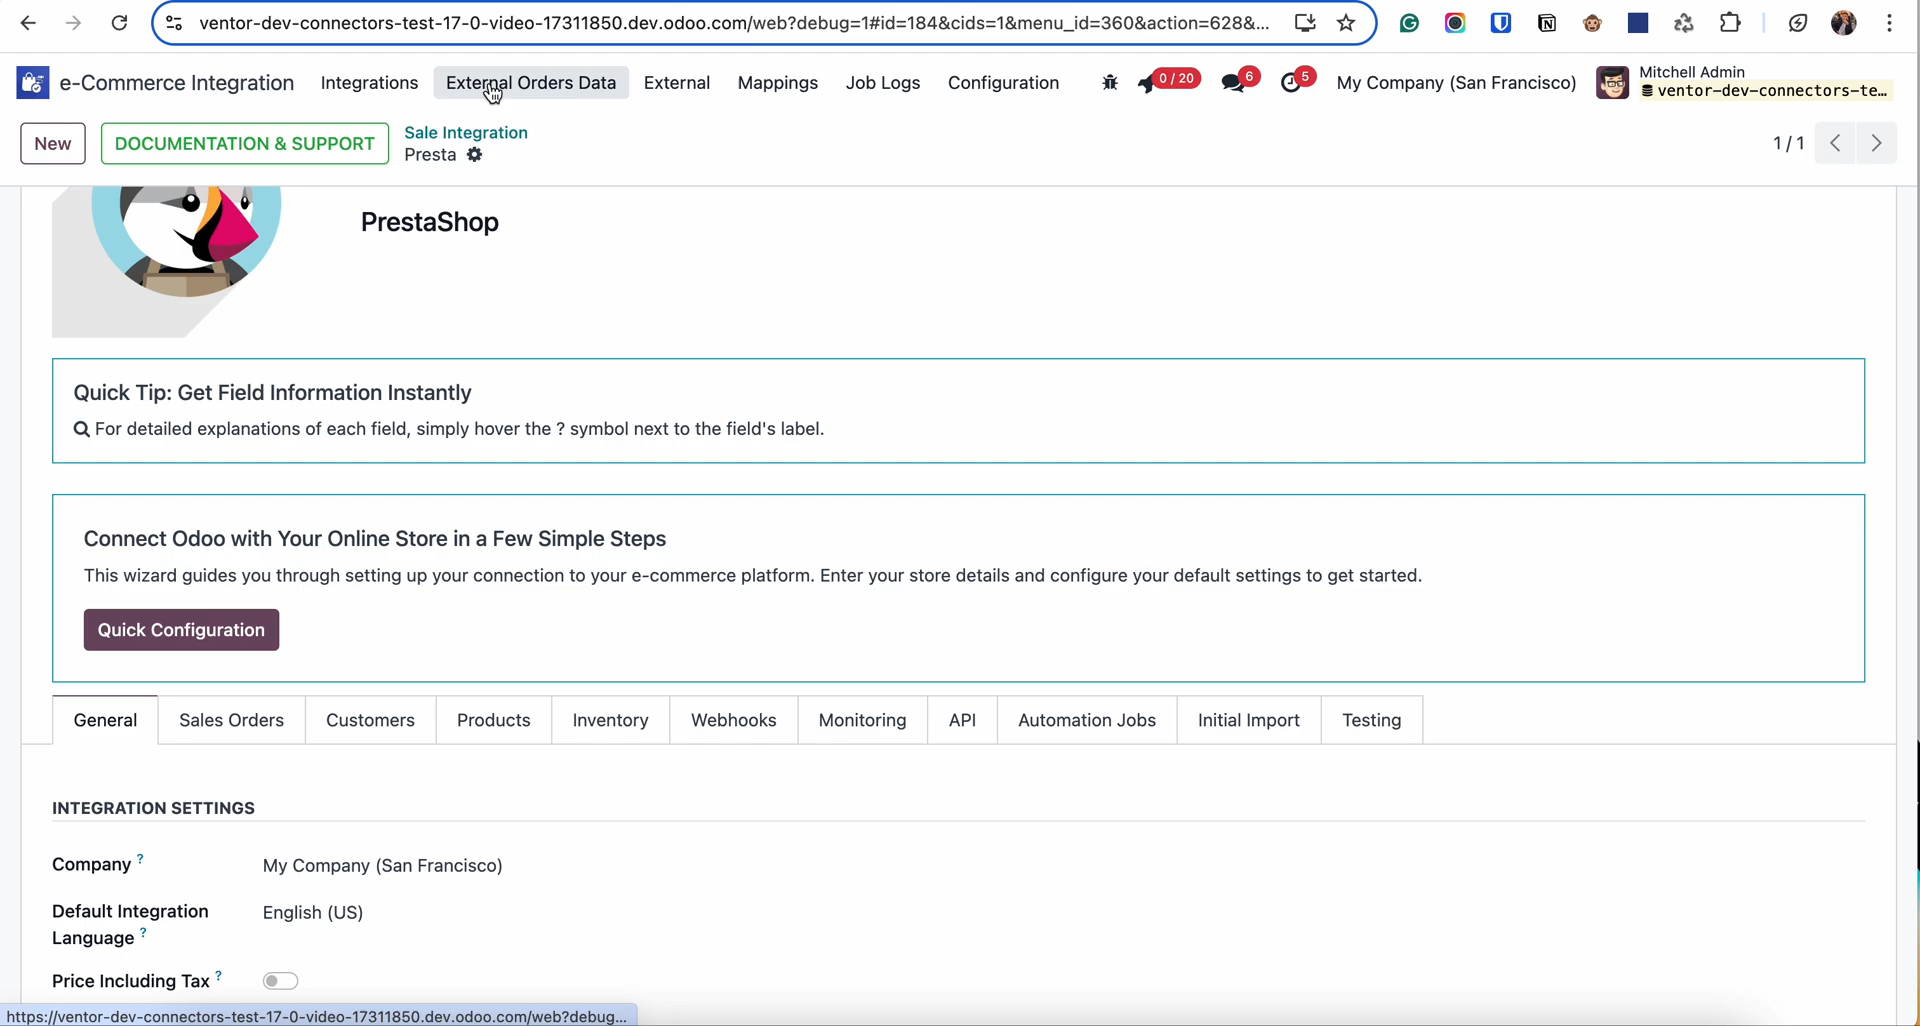 ventor-dev-connectors-test-17-0-video-17311850.dev.odoo.com/web?debug=1#id=184&cids=1&menu_id=360&action=628&...
e-Commerce Integration Integrations External Orders Data External Mappings Job Logs Configuration 0 / 20 6 5 My Company (San Francisco) Mitchell Admin
ventor-dev-connectors-te...
New DOCUMENTATION & SUPPORT Sale Integration
Presta 1 / 1
PrestaShop
Quick Tip: Get Field Information Instantly
For detailed explanations of each field, simply hover the ? symbol next to the field's label.
Connect Odoo with Your Online Store in a Few Simple Steps
This wizard guides you through setting up your connection to your e-commerce platform. Enter your store details and configure your default settings to get started.
Quick Configuration
General Sales Orders Customers Products Inventory Webhooks Monitoring API Automation Jobs Initial Import Testing
INTEGRATION SETTINGS
Company ? My Company (San Francisco)
Default Integration English (US)
Language ?
Price Including Tax ?
https://ventor-dev-connectors-test-17-0-video-17311850.dev.odoo.com/web?debug...